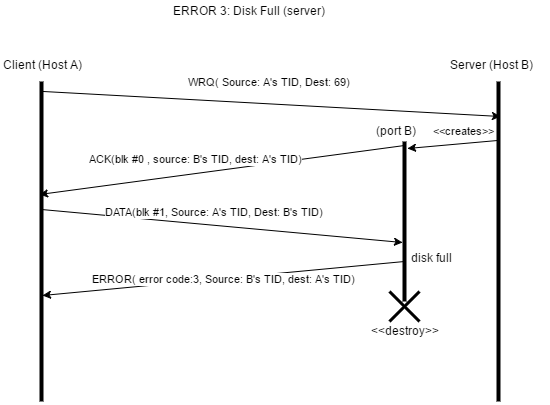 ERROR 3: Disk Full (server)
Client (Host A)
Server (Host B)
WRQ( Source: A's TID, Dest: 69)
(port B)
<<creates>>
ACK(blk #0 , source: B's TID, dest: A's TID)
DATA(blk #1, Source: A's TID, Dest: B's TID)
disk full
ERROR( error code:3, Source: B's TID, dest: A's TID)
<<destroy>>